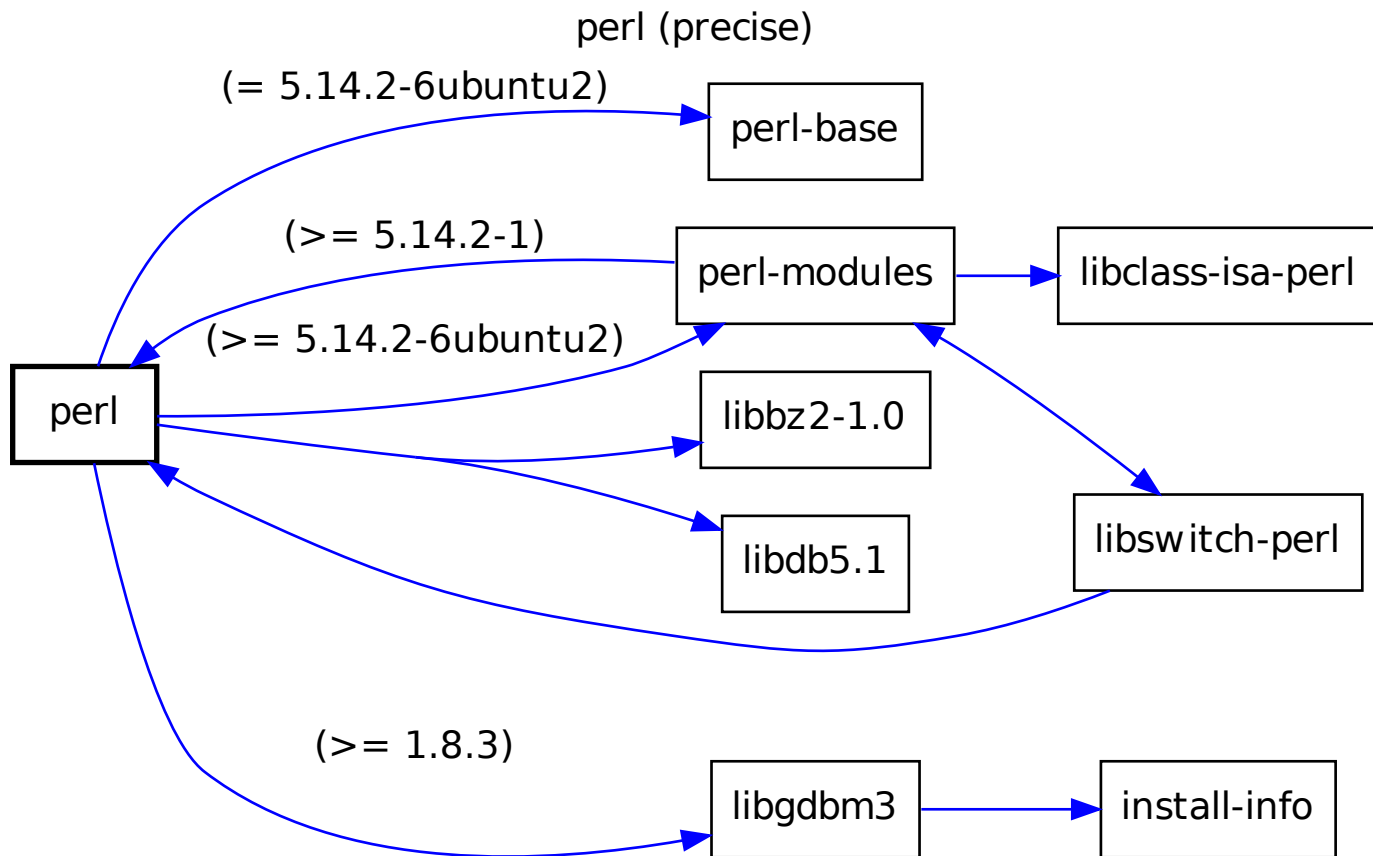 perl (precise)
(= 5.14.2-6ubuntu2)
perl-base
(>= 5.14.2-1)
perl-modules
libclass-isa-perl
(>= 5.14.2-6ubuntu2)
perl
libbz2-1.0
libswitch-perl
libdb5.1
(>= 1.8.3)
libgdbm3
install-info